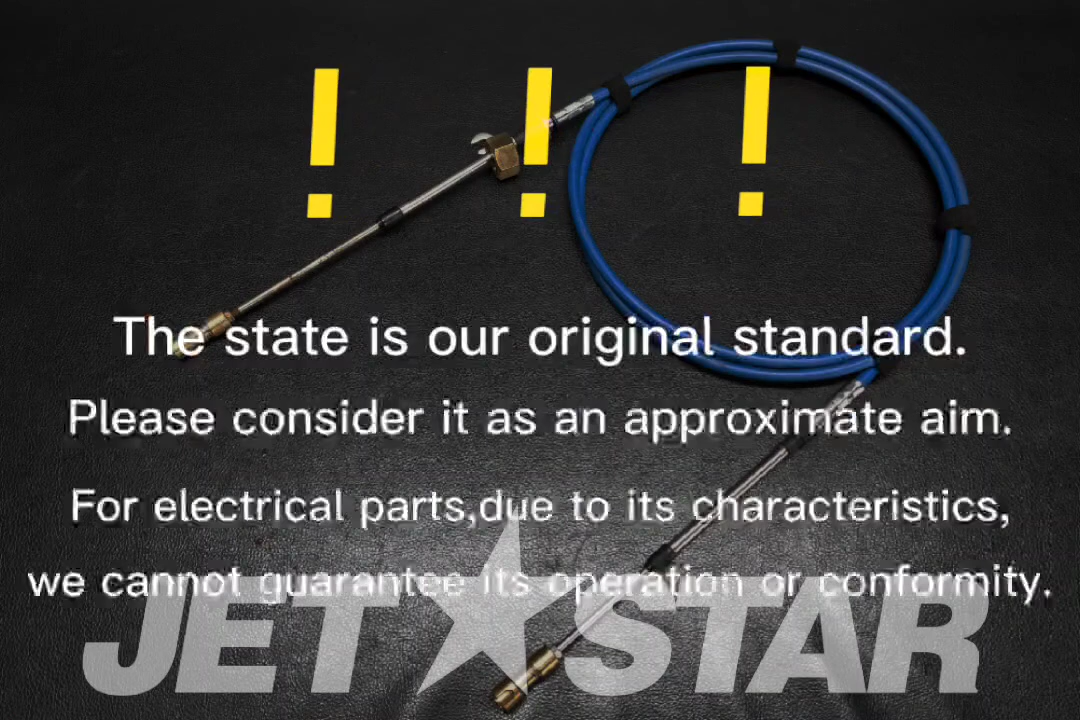 ! ! !
The state is our original standard.
Please consider it as an approximate aim.
For electrical parts,due to its characteristics,
we cannot guarantee its operation or conformity.
JET★STAR